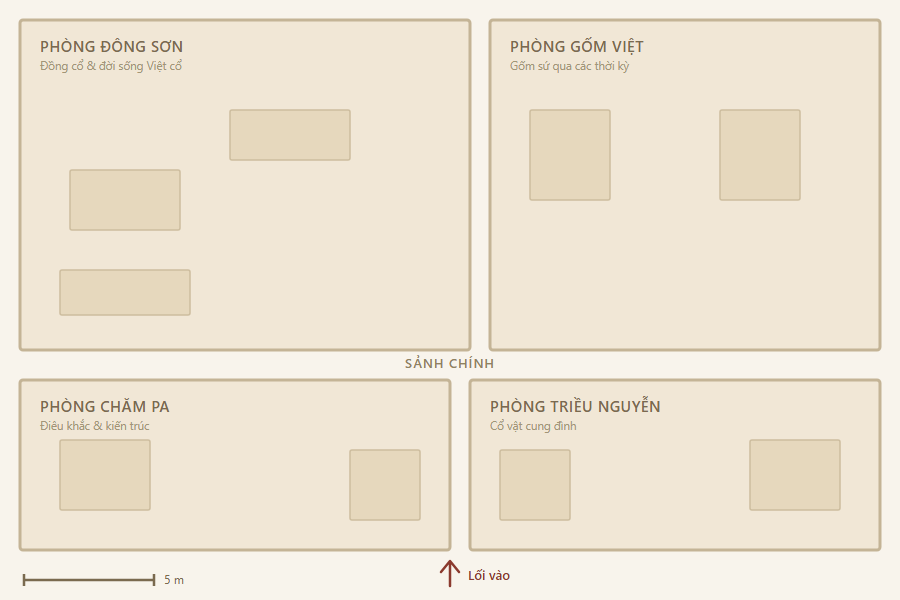 PHÒNG ĐÔNG SƠN
Đồng cổ & đời sống Việt cổ
PHÒNG GỐM VIỆT
Gốm sứ qua các thời kỳ
SẢNH CHÍNH
PHÒNG CHĂM PA
Điêu khắc & kiến trúc
PHÒNG TRIỀU NGUYỄN
Cổ vật cung đình
5 m
Lối vào